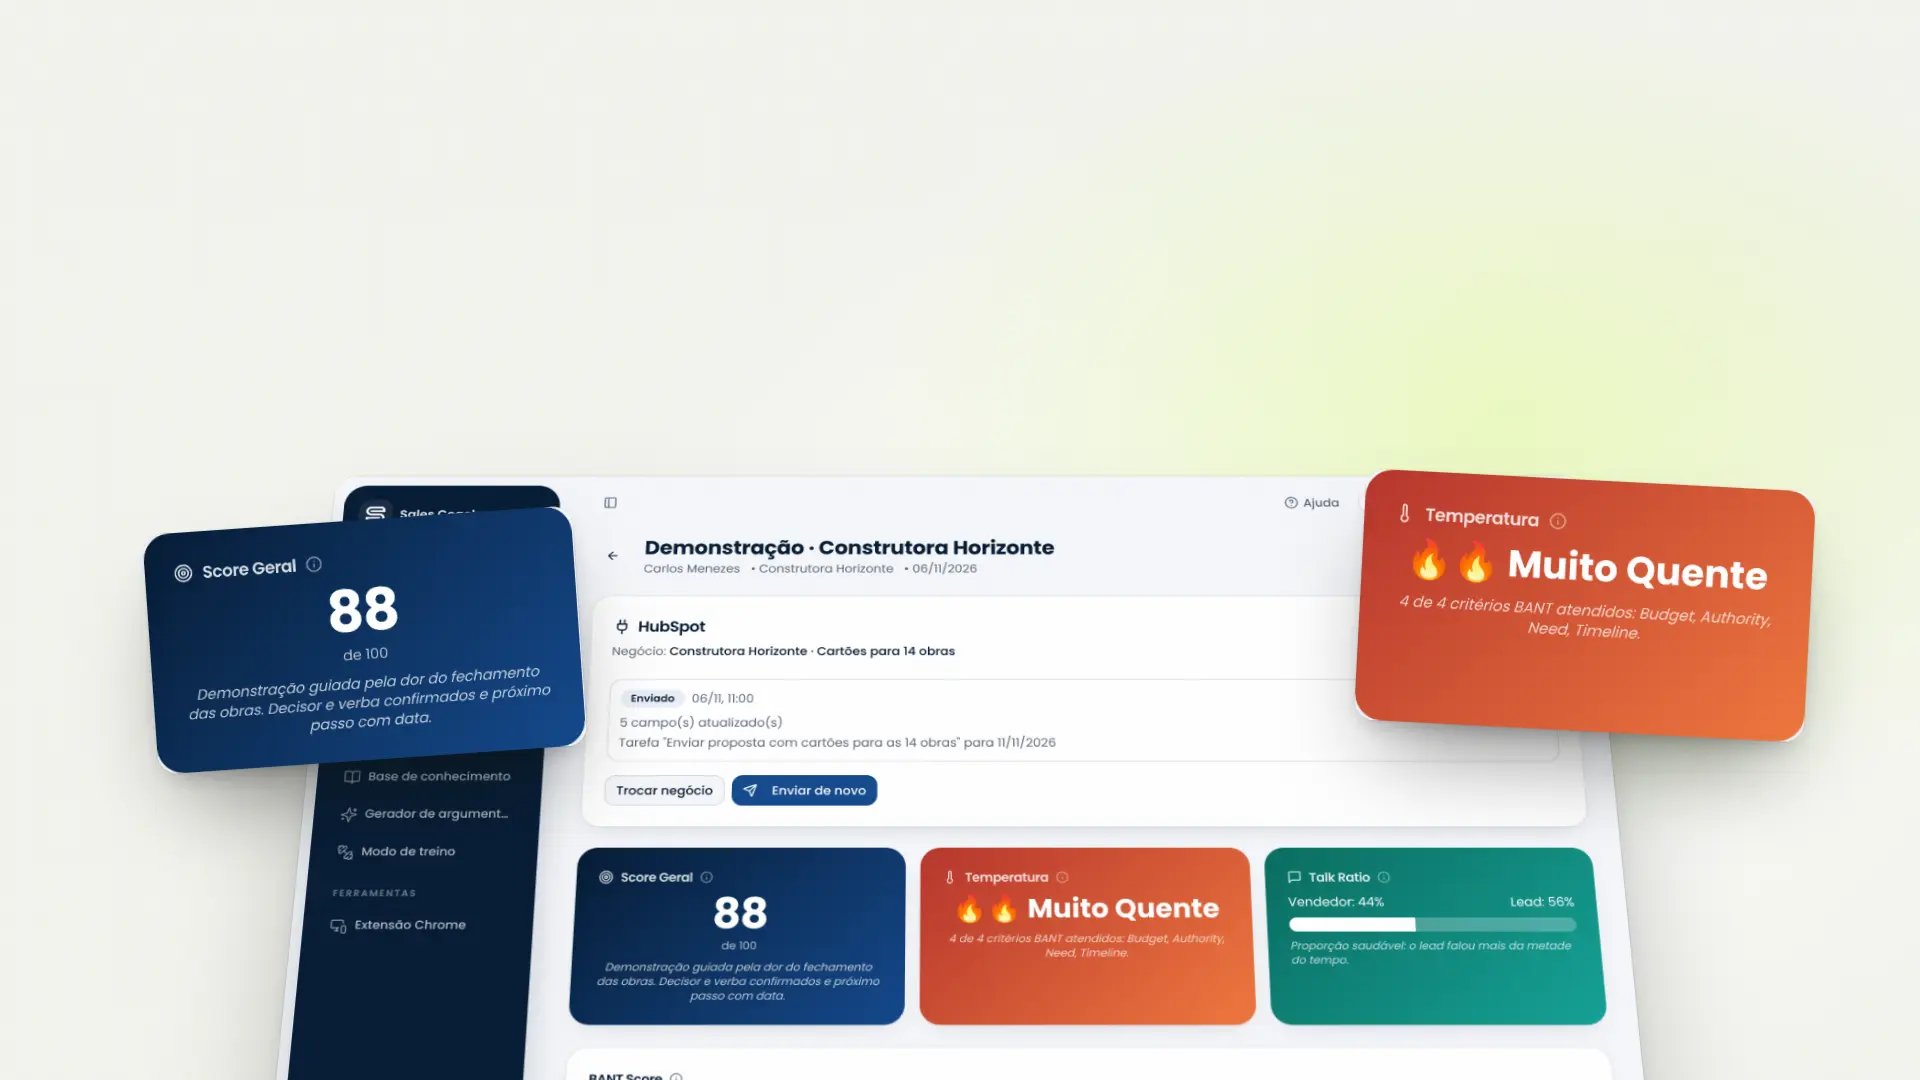 Sales Coach
Ajuda
Demonstração · Construtora Horizonte
Carlos Menezes • Construtora Horizonte • 06/11/2026
Score Geral
88
de 100
Demonstração guiada pela dor do fechamento
das obras. Decisor e verba confirmados e próximo
passo com data.
Temperatura
🔥🔥 Muito Quente
4 de 4 critérios BANT atendidos: Budget, Authority,
Need, Timeline.
HubSpot
Negócio: Construtora Horizonte · Cartões para 14 obras
Enviado 06/11, 11:00
5 campo(s) atualizado(s)
Tarefa "Enviar proposta com cartões para as 14 obras" para 11/11/2026
Trocar negócio
Enviar de novo
Base de conhecimento
Gerador de argument...
Modo de treino
FERRAMENTAS
Extensão Chrome
Score Geral
88
de 100
Demonstração guiada pela dor do fechamento
das obras. Decisor e verba confirmados e próximo
passo com data.
Temperatura
🔥🔥 Muito Quente
4 de 4 critérios BANT atendidos: Budget, Authority,
Need, Timeline.
Talk Ratio
Vendedor: 44% Lead: 56%
Proporção saudável: o lead falou mais da metade
do tempo.
BANT Score